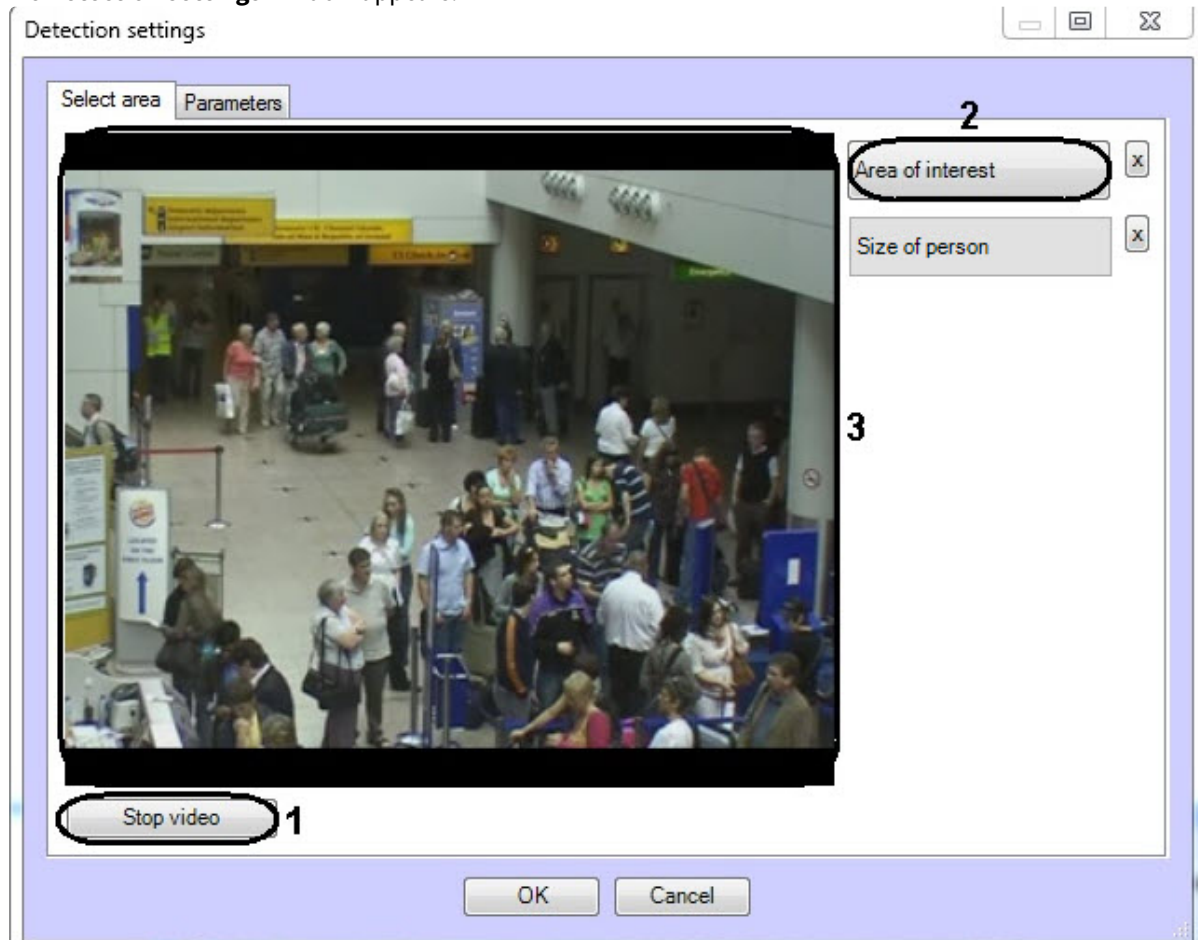 Detection settings
Select area
Parameters
2
Area of interest
x
Size of person
x
3
Stop video
1
OK
Cancel